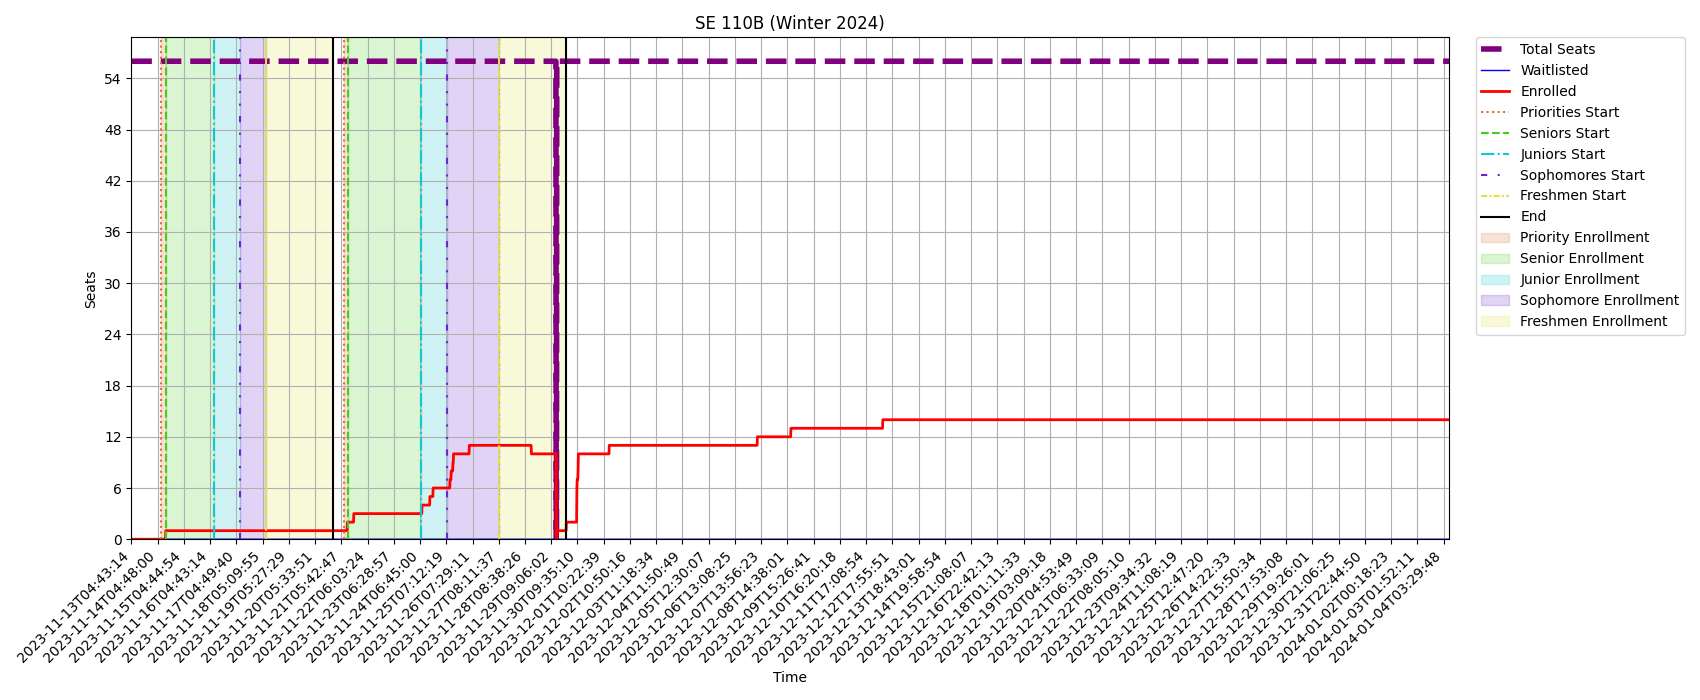 SE 110B (Winter 2024)
Seats
54
48
42
36
30
24
18
12
6
0
2023-11-13T04:43:14
2023-11-14T04:48:00
2023-11-15T04:44:54
2023-11-16T04:43:14
2023-11-17T04:49:40
2023-11-18T05:09:55
2023-11-19T05:27:23
2023-11-20T05:33:51
2023-11-21T05:42:47
2023-11-22T06:03:24
2023-11-23T06:28:57
2023-11-24T06:45:00
2023-11-25T07:12:19
2023-11-26T07:29:11
2023-11-27T08:11:37
2023-11-28T08:38:26
2023-11-29T09:06:02
2023-11-30T09:35:10
2023-12-01T10:22:39
2023-12-02T10:50:16
2023-12-03T11:18:34
2023-12-04T11:50:49
2023-12-05T12:30:07
2023-12-06T13:08:25
2023-12-07T13:56:23
2023-12-08T14:38:01
2023-12-09T15:26:41
2023-12-10T16:20:18
2023-12-11T17:08:54
2023-12-12T17:55:51
2023-12-13T18:43:01
2023-12-14T19:58:54
2023-12-15T21:08:07
2023-12-16T22:42:13
2023-12-18T01:11:33
2023-12-19T03:09:18
2023-12-20T04:53:49
2023-12-21T06:33:09
2023-12-22T08:05:10
2023-12-23T09:34:32
2023-12-24T11:08:19
2023-12-25T12:47:20
2023-12-26T14:22:33
2023-12-27T15:50:34
2023-12-28T17:53:08
2023-12-29T19:26:01
2023-12-30T21:06:25
2023-12-31T22:44:50
2024-01-02T00:18:23
2024-01-03T01:52:11
2024-01-04T03:29:48
Time
Total Seats
Waitlisted
Enrolled
Priorities Start
Seniors Start
Juniors Start
Sophomores Start
Freshmen Start
End
Priority Enrollment
Senior Enrollment
Junior Enrollment
Sophomore Enrollment
Freshmen Enrollment